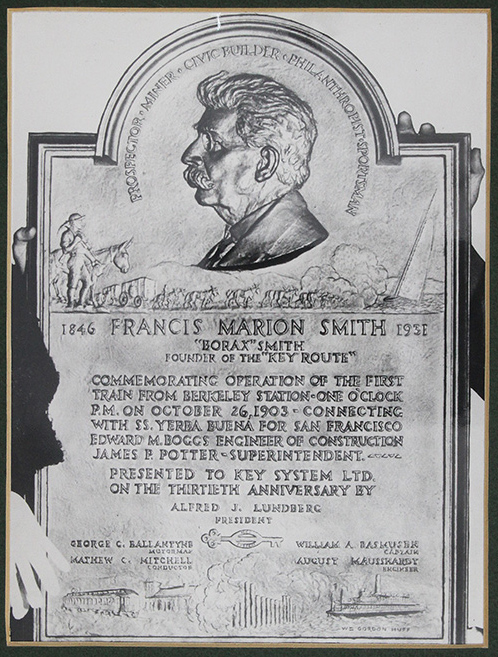 PROSPECTOR · MINER · CIVIC BUILDER · PHILANTHROPIST · SPORTSMAN
1846 FRANCIS MARION SMITH 1931
"BORAX" SMITH
FOUNDER OF THE "KEY ROUTE"
COMMEMORATING OPERATION OF THE FIRST
TRAIN FROM BERKELEY STATION · ONE O'CLOCK
P.M. ON OCTOBER 26, 1903 · CONNECTING
WITH SS. YERBA BUENA FOR SAN FRANCISCO
EDWARD M. BOGGS ENGINEER OF CONSTRUCTION
JAMES P. POTTER · SUPERINTENDENT.
PRESENTED TO KEY SYSTEM LTD.
ON THE THIRTIETH ANNIVERSARY BY
ALFRED J. LUNDBERG
PRESIDENT
GEORGE C. BALLANTYNE
MOTORMAN
MATHEW C. MITCHELL
CONDUCTOR
WILLIAM A. RASMUSEN
CAPTAIN
AUGUST MAUSSHARDT
ENGINEER
WM GORDON HUFF